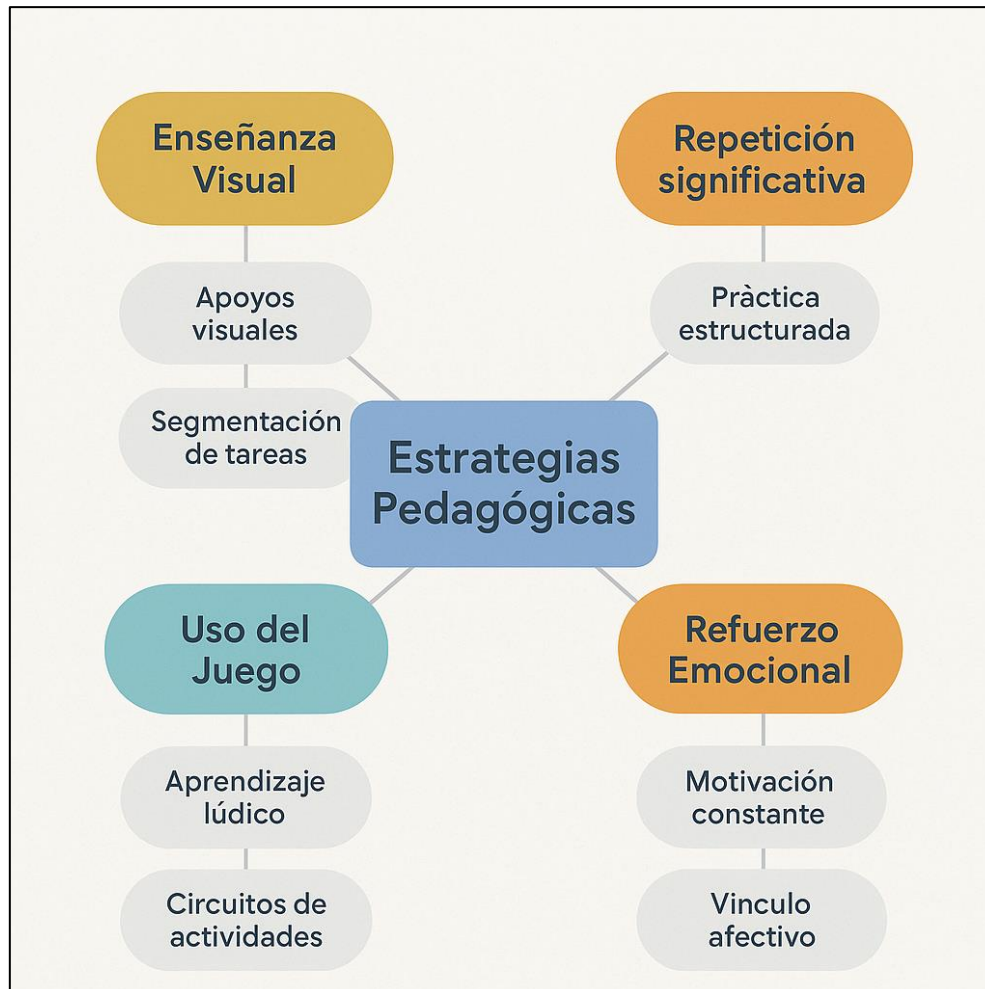 Enseñanza
Visual
Apoyos
visuales
Segmentación
de tareas
Repetición
significativa
Pràctica
estructurada
Estrategias
Pedagógicas
Uso del
Juego
Aprendizaje
lúdico
Circuitos de
actividades
Refuerzo
Emocional
Motivación
constante
Vinculo
afectivo